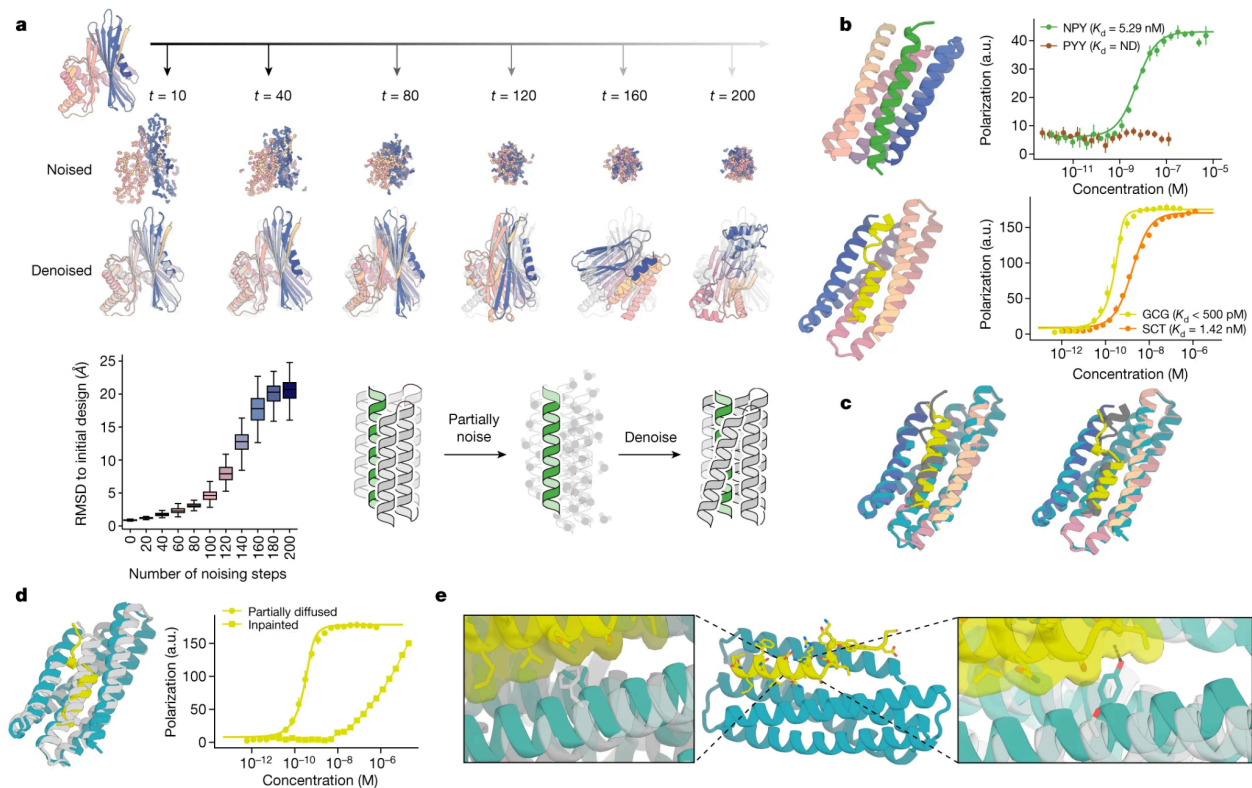 a
t = 10 t = 40 t = 80 t = 120 t = 160 t = 200
Noised
Denoised
RMSD to initial design (Å)
25
20
15
10
5
0
0 20 40 60 80 100 120 140 160 180 200
Number of noising steps
Partially
noise
Denoise
b
NPY (Kd = 5.29 nM)
PYY (Kd = ND)
Polarization (a.u.)
40
30
20
10
0
10⁻¹¹ 10⁻⁹ 10⁻⁷ 10⁻⁵
Concentration (M)
Polarization (a.u.)
150
100
50
0
GCG (Kd < 500 pM)
SCT (Kd = 1.42 nM)
10⁻¹² 10⁻¹⁰ 10⁻⁸ 10⁻⁶
Concentration (M)
c
d
Partially diffused
Inpainted
Polarization (a.u.)
150
100
50
0
10⁻¹² 10⁻¹⁰ 10⁻⁸ 10⁻⁶
Concentration (M)
e